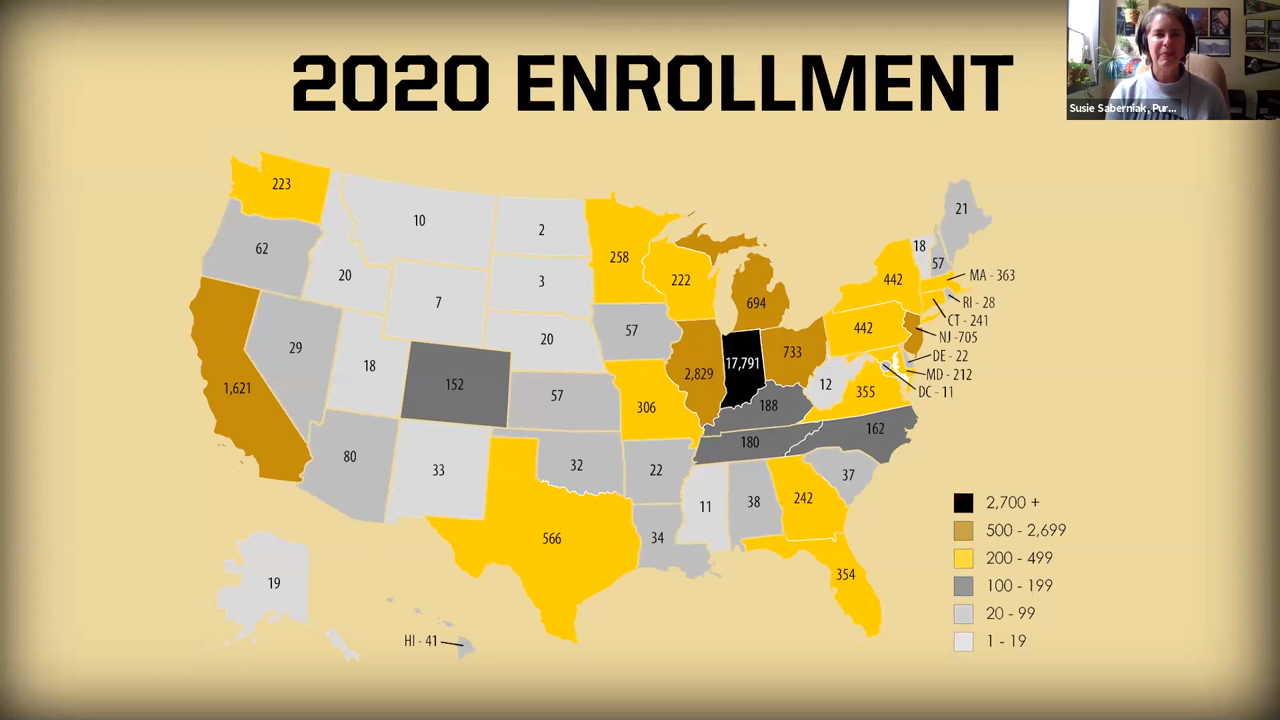 2020 ENROLLMENT
Susie Saberniak, Pur...
223
62
1,621
29
20
10
7
18
152
80
33
2
3
20
57
32
566
258
57
306
22
34
222
2,829
694
17,791
733
188
180
11
38
242
354
37
162
355
12
442
442
18
57
21
MA - 363
RI - 28
CT - 241
NJ -705
DE - 22
MD - 212
DC - 11
19
HI - 41
2,700 +
500 - 2,699
200 - 499
100 - 199
20 - 99
1 - 19